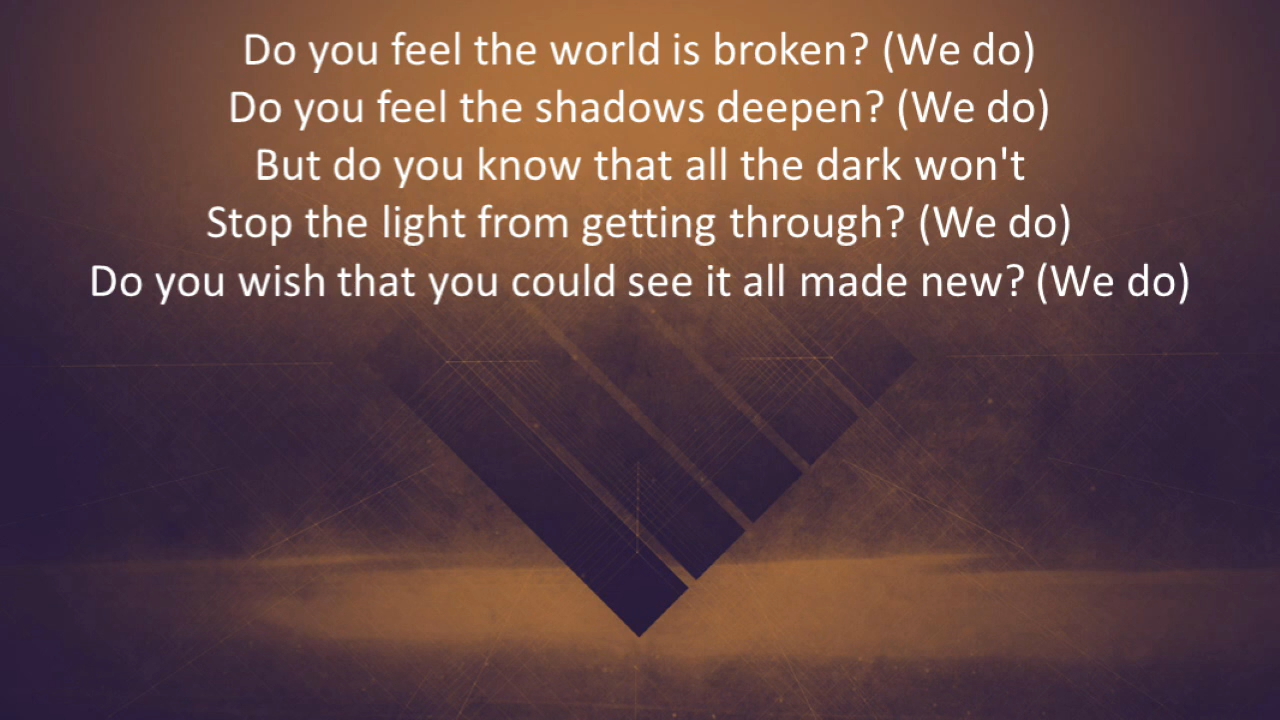 Do you feel the world is broken? (We do)
Do you feel the shadows deepen? (We do)
But do you know that all the dark won't
Stop the light from getting through? (We do)
Do you wish that you could see it all made new? (We do)